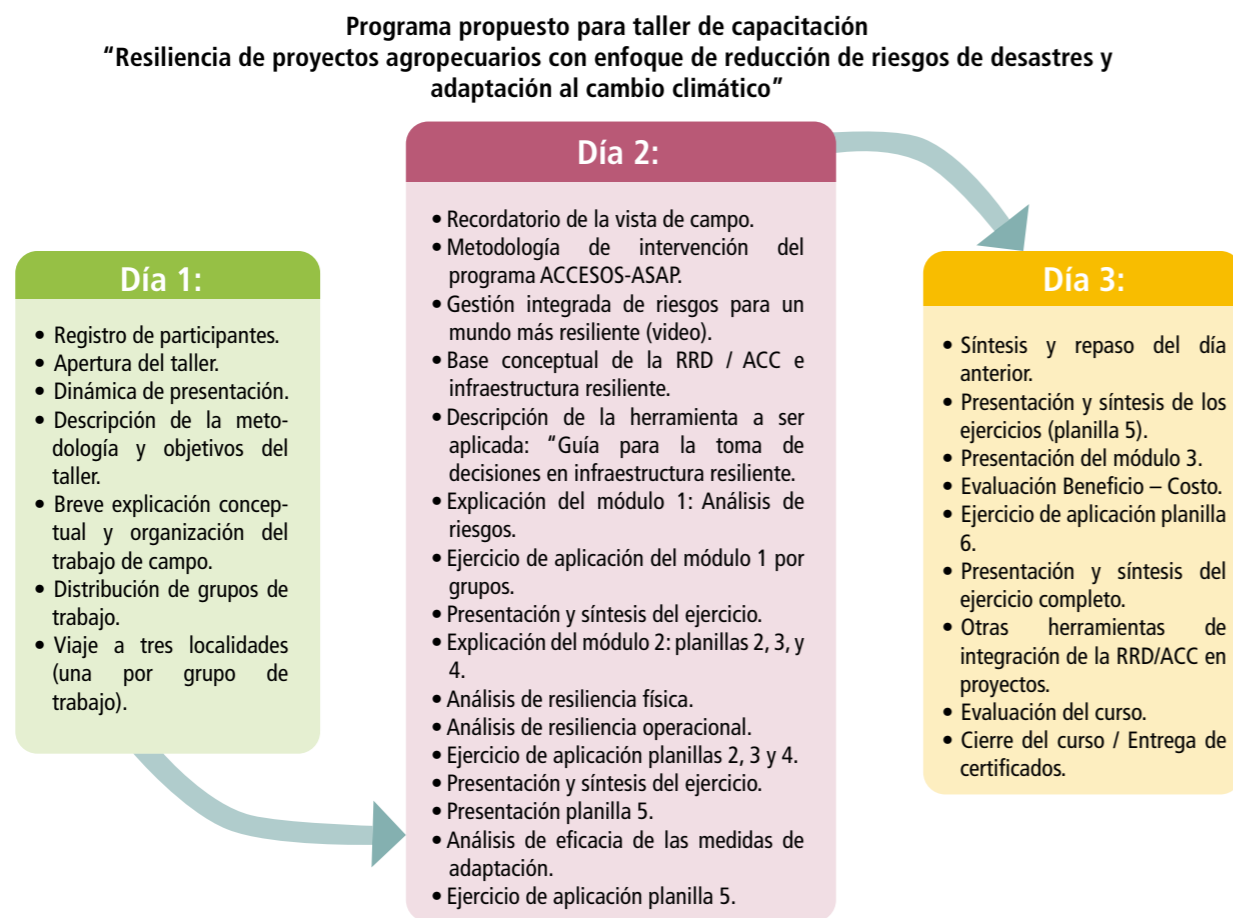 Programa propuesto para taller de capacitación
“Resiliencia de proyectos agropecuarios con enfoque de reducción de riesgos de desastres y
adaptación al cambio climático”
Día 1:
• Registro de participantes.
• Apertura del taller.
• Dinámica de presentación.
• Descripción de la meto-
dología y objetivos del
taller.
• Breve explicación concep-
tual y organización del
trabajo de campo.
• Distribución de grupos de
trabajo.
• Viaje a tres localidades
(una por grupo de
trabajo).
Día 2:
• Recordatorio de la vista de campo.
• Metodología de intervención del
programa ACCESOS-ASAP.
• Gestión integrada de riesgos para un
mundo más resiliente (video).
• Base conceptual de la RRD / ACC e
infraestructura resiliente.
• Descripción de la herramienta a ser
aplicada: “Guía para la toma de
decisiones en infraestructura resiliente.
• Explicación del módulo 1: Análisis de
riesgos.
• Ejercicio de aplicación del módulo 1 por
grupos.
• Presentación y síntesis del ejercicio.
• Explicación del módulo 2: planillas 2, 3, y
4.
• Análisis de resiliencia física.
• Análisis de resiliencia operacional.
• Ejercicio de aplicación planillas 2, 3 y 4.
• Presentación y síntesis del ejercicio.
• Presentación planilla 5.
• Análisis de eficacia de las medidas de
adaptación.
• Ejercicio de aplicación planilla 5.
Día 3:
• Síntesis y repaso del día
anterior.
• Presentación y síntesis de los
ejercicios (planilla 5).
• Presentación del módulo 3.
• Evaluación Beneficio – Costo.
• Ejercicio de aplicación planilla
6.
• Presentación y síntesis del
ejercicio completo.
• Otras herramientas de
integración de la RRD/ACC en
proyectos.
• Evaluación del curso.
• Cierre del curso / Entrega de
certificados.